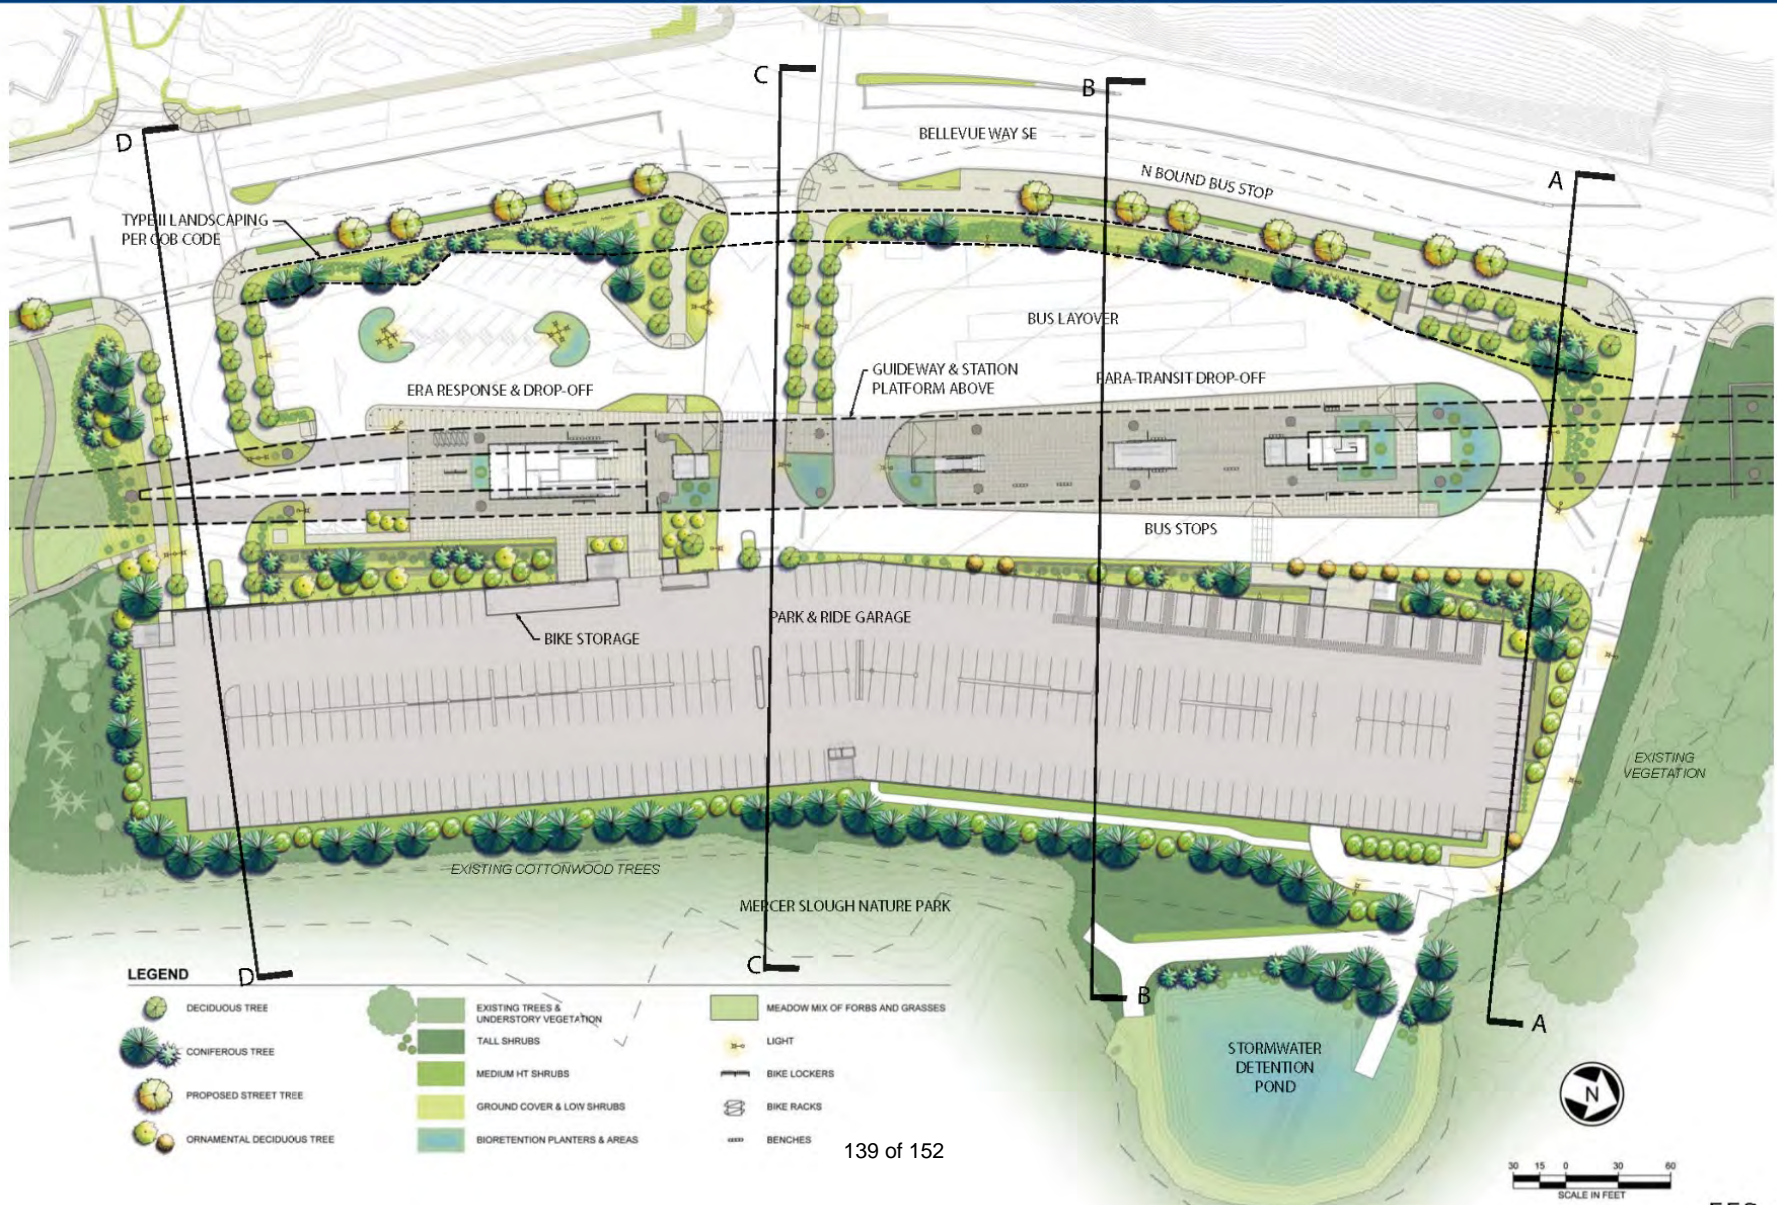 C
B
D
A
BELLEVUE WAY SE
N BOUND BUS STOP
TYPE II LANDSCAPING
PER COB CODE
BUS LAYOVER
GUIDEWAY & STATION
PLATFORM ABOVE
PARA-TRANSIT DROP-OFF
ERA RESPONSE & DROP-OFF
BUS STOPS
PARK & RIDE GARAGE
BIKE STORAGE
EXISTING
VEGETATION
EXISTING COTTONWOOD TREES
MERCER SLOUGH NATURE PARK
D
C
B
A
LEGEND
DECIDUOUS TREE
CONIFEROUS TREE
PROPOSED STREET TREE
ORNAMENTAL DECIDUOUS TREE
EXISTING TREES &
UNDERSTORY VEGETATION
TALL SHRUBS
MEDIUM HT SHRUBS
GROUND COVER & LOW SHRUBS
BIORETENTION PLANTERS & AREAS
MEADOW MIX OF FORBS AND GRASSES
LIGHT
BIKE LOCKERS
BIKE RACKS
BENCHES
STORMWATER
DETENTION
POND
N
139 of 152
30 15 0 30 60
SCALE IN FEET